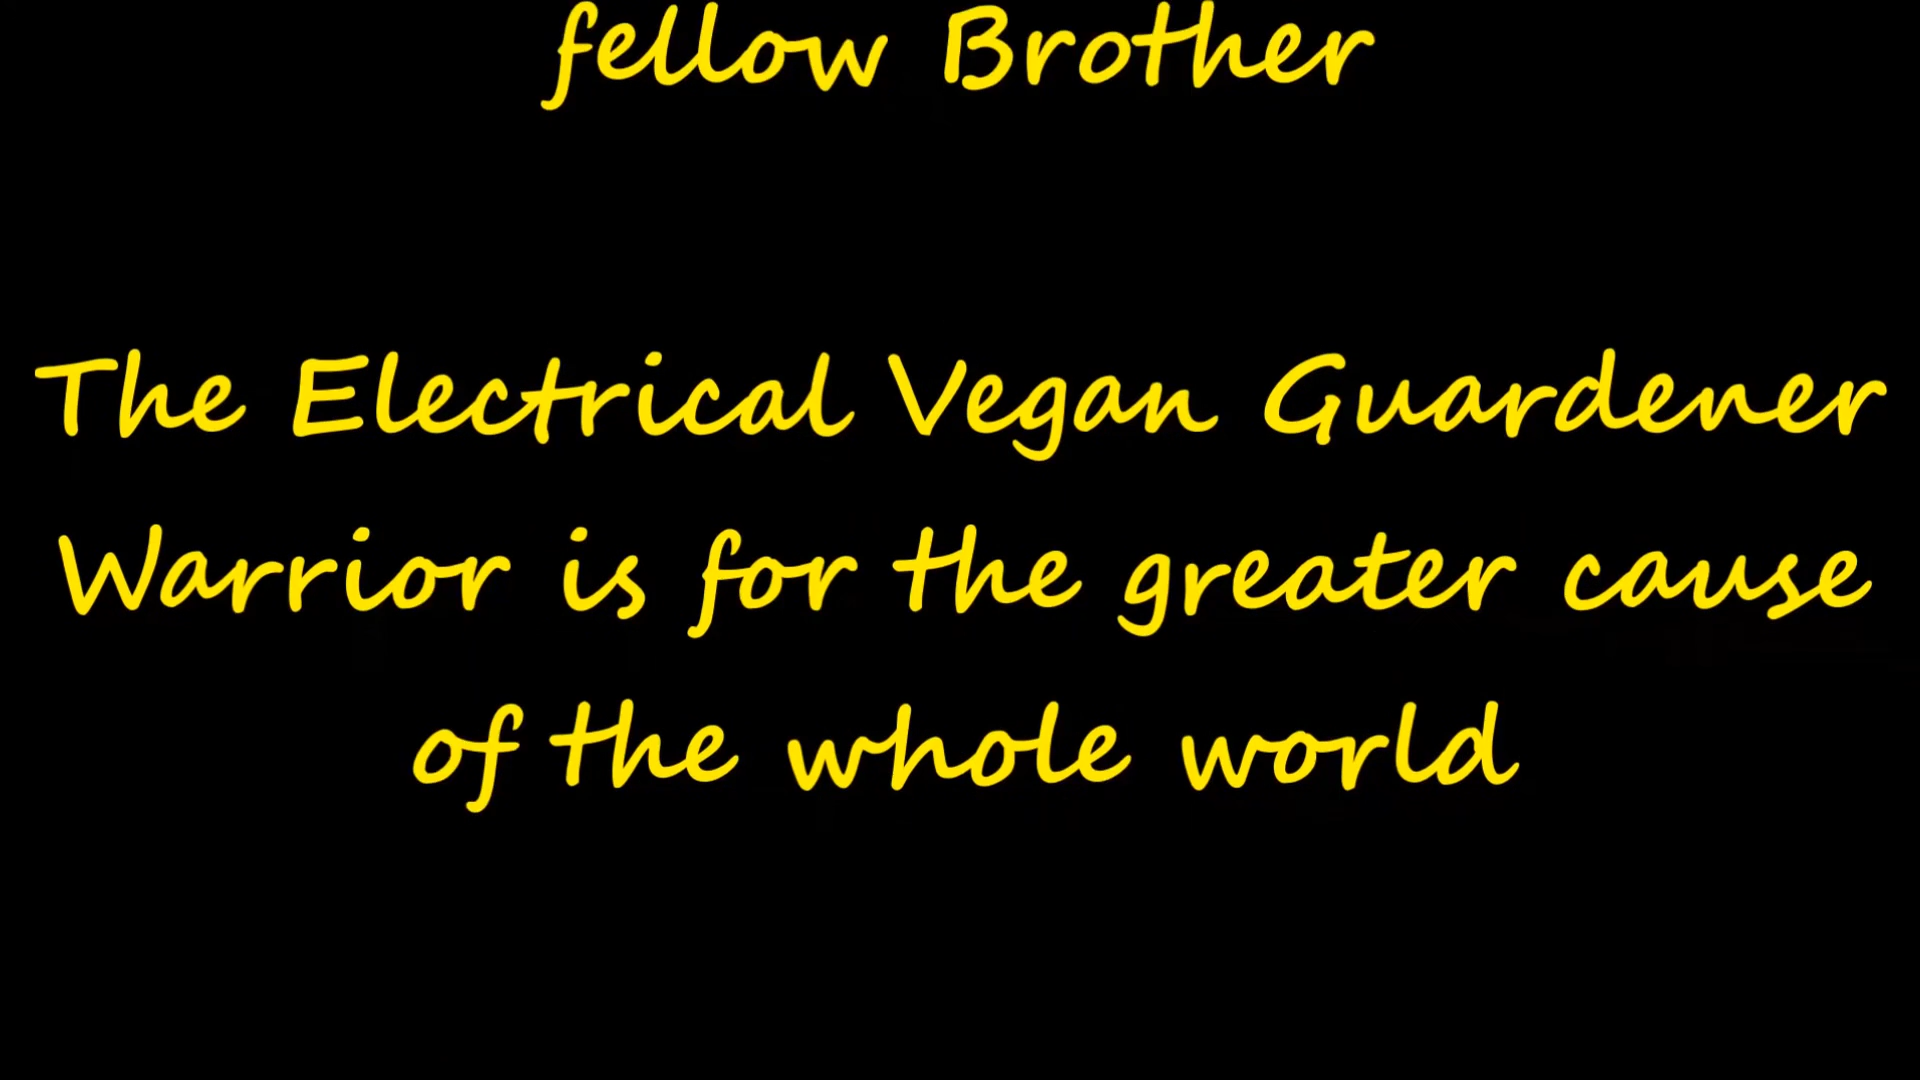 fellow Brother
The Electrical Vegan Guardener
Warrior is for the greater cause
of the whole world